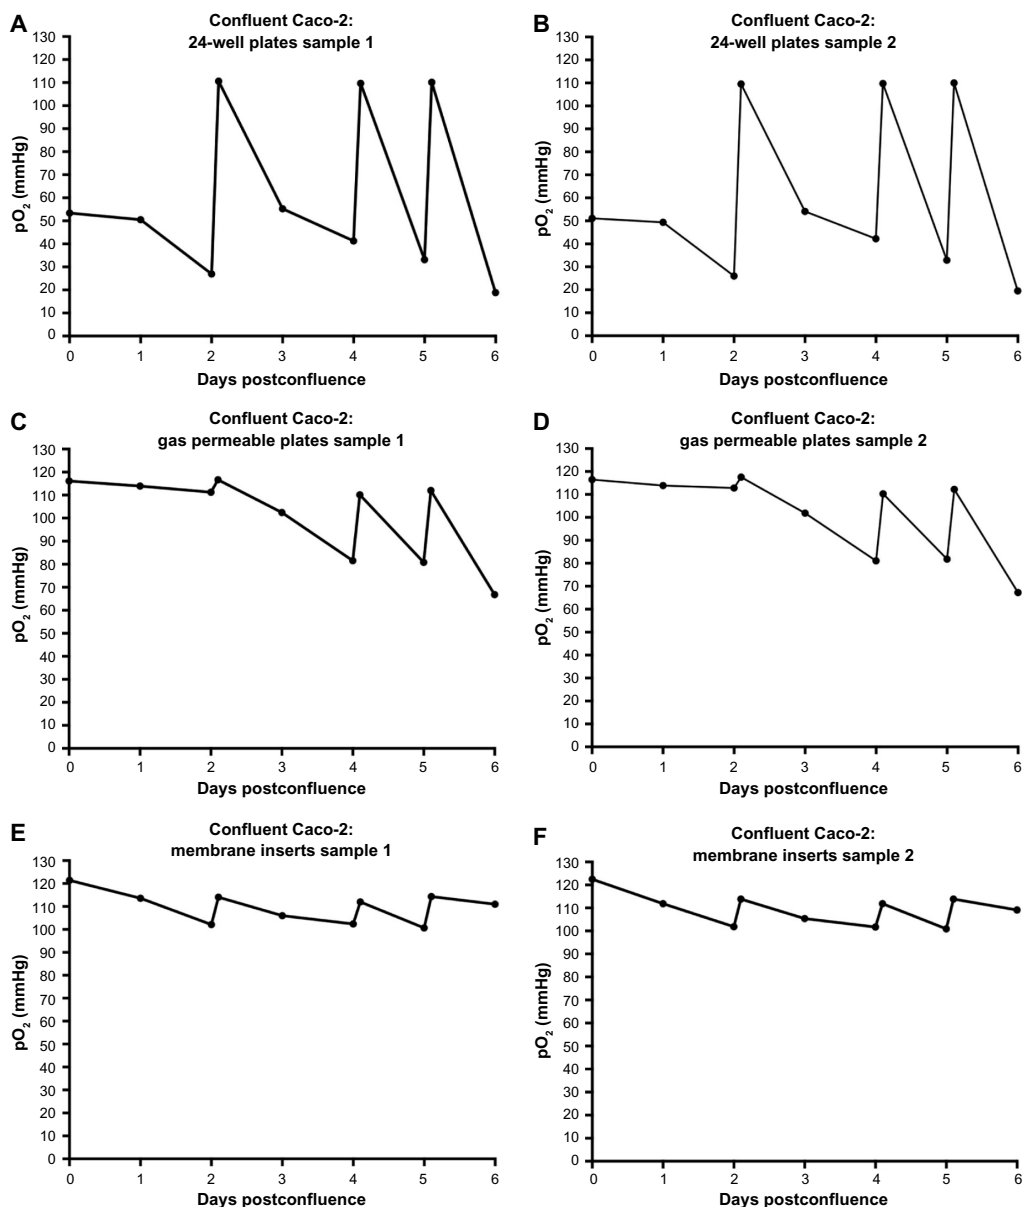 A
Confluent Caco-2:
24-well plates sample 1
130
120
110
100
90
80
70
60
50
40
30
20
10
0
pO2 (mmHg)
0 1 2 3 4 5 6
Days postconfluence
B
Confluent Caco-2:
24-well plates sample 2
130
120
110
100
90
80
70
60
50
40
30
20
10
0
pO2 (mmHg)
0 1 2 3 4 5 6
Days postconfluence
C
Confluent Caco-2:
gas permeable plates sample 1
130
120
110
100
90
80
70
60
50
40
30
20
10
0
pO2 (mmHg)
0 1 2 3 4 5 6
Days postconfluence
D
Confluent Caco-2:
gas permeable plates sample 2
130
120
110
100
90
80
70
60
50
40
30
20
10
0
pO2 (mmHg)
0 1 2 3 4 5 6
Days postconfluence
E
Confluent Caco-2:
membrane inserts sample 1
130
120
110
100
90
80
70
60
50
40
30
20
10
0
pO2 (mmHg)
0 1 2 3 4 5 6
Days postconfluence
F
Confluent Caco-2:
membrane inserts sample 2
130
120
110
100
90
80
70
60
50
40
30
20
10
0
pO2 (mmHg)
0 1 2 3 4 5 6
Days postconfluence